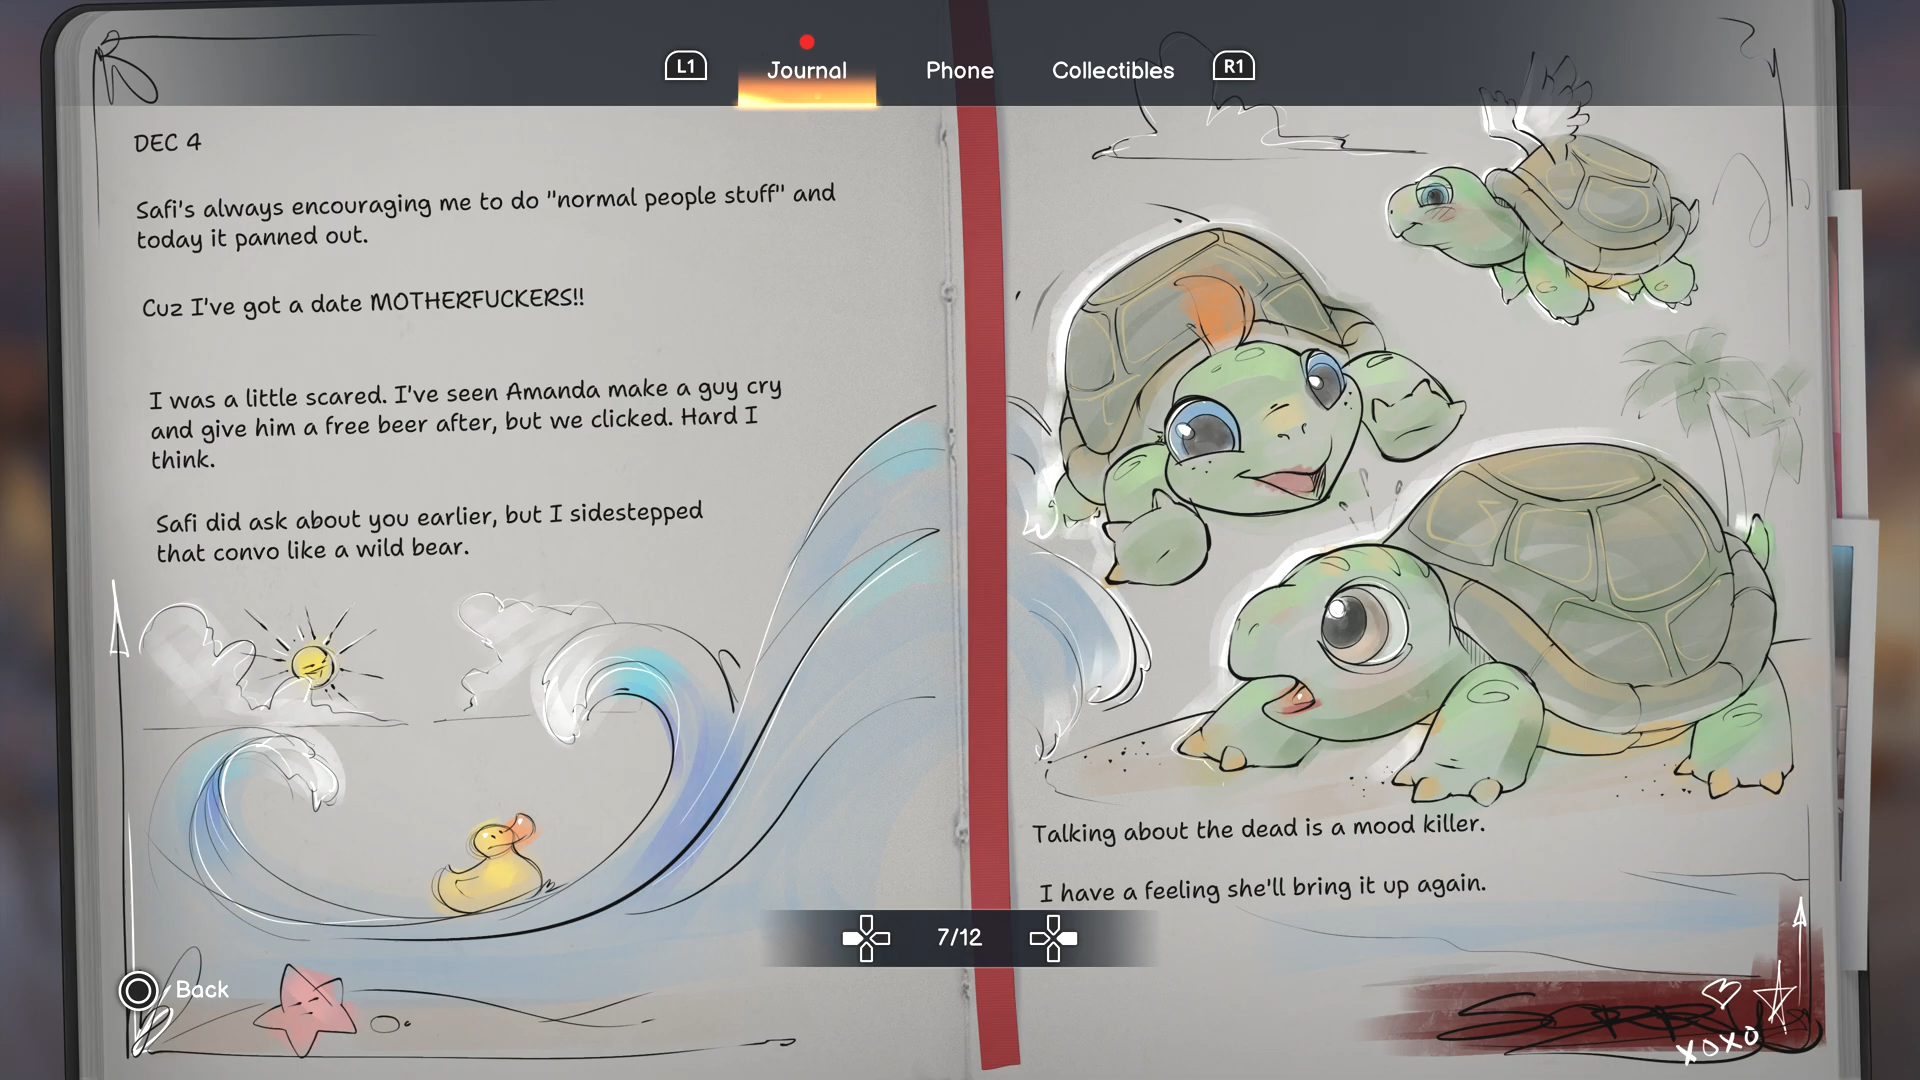 L1 Journal Phone Collectibles R1
DEC 4
Safi's always encouraging me to do "normal people stuff" and
today it panned out.
Cuz I've got a date MOTHERFUCKERS!!
I was a little scared. I've seen Amanda make a guy cry
and give him a free beer after, but we clicked. Hard I
think.
Safi did ask about you earlier, but I sidestepped
that convo like a wild bear.
Talking about the dead is a mood killer.
I have a feeling she'll bring it up again.
7/12
Back
SORRY
xoxo